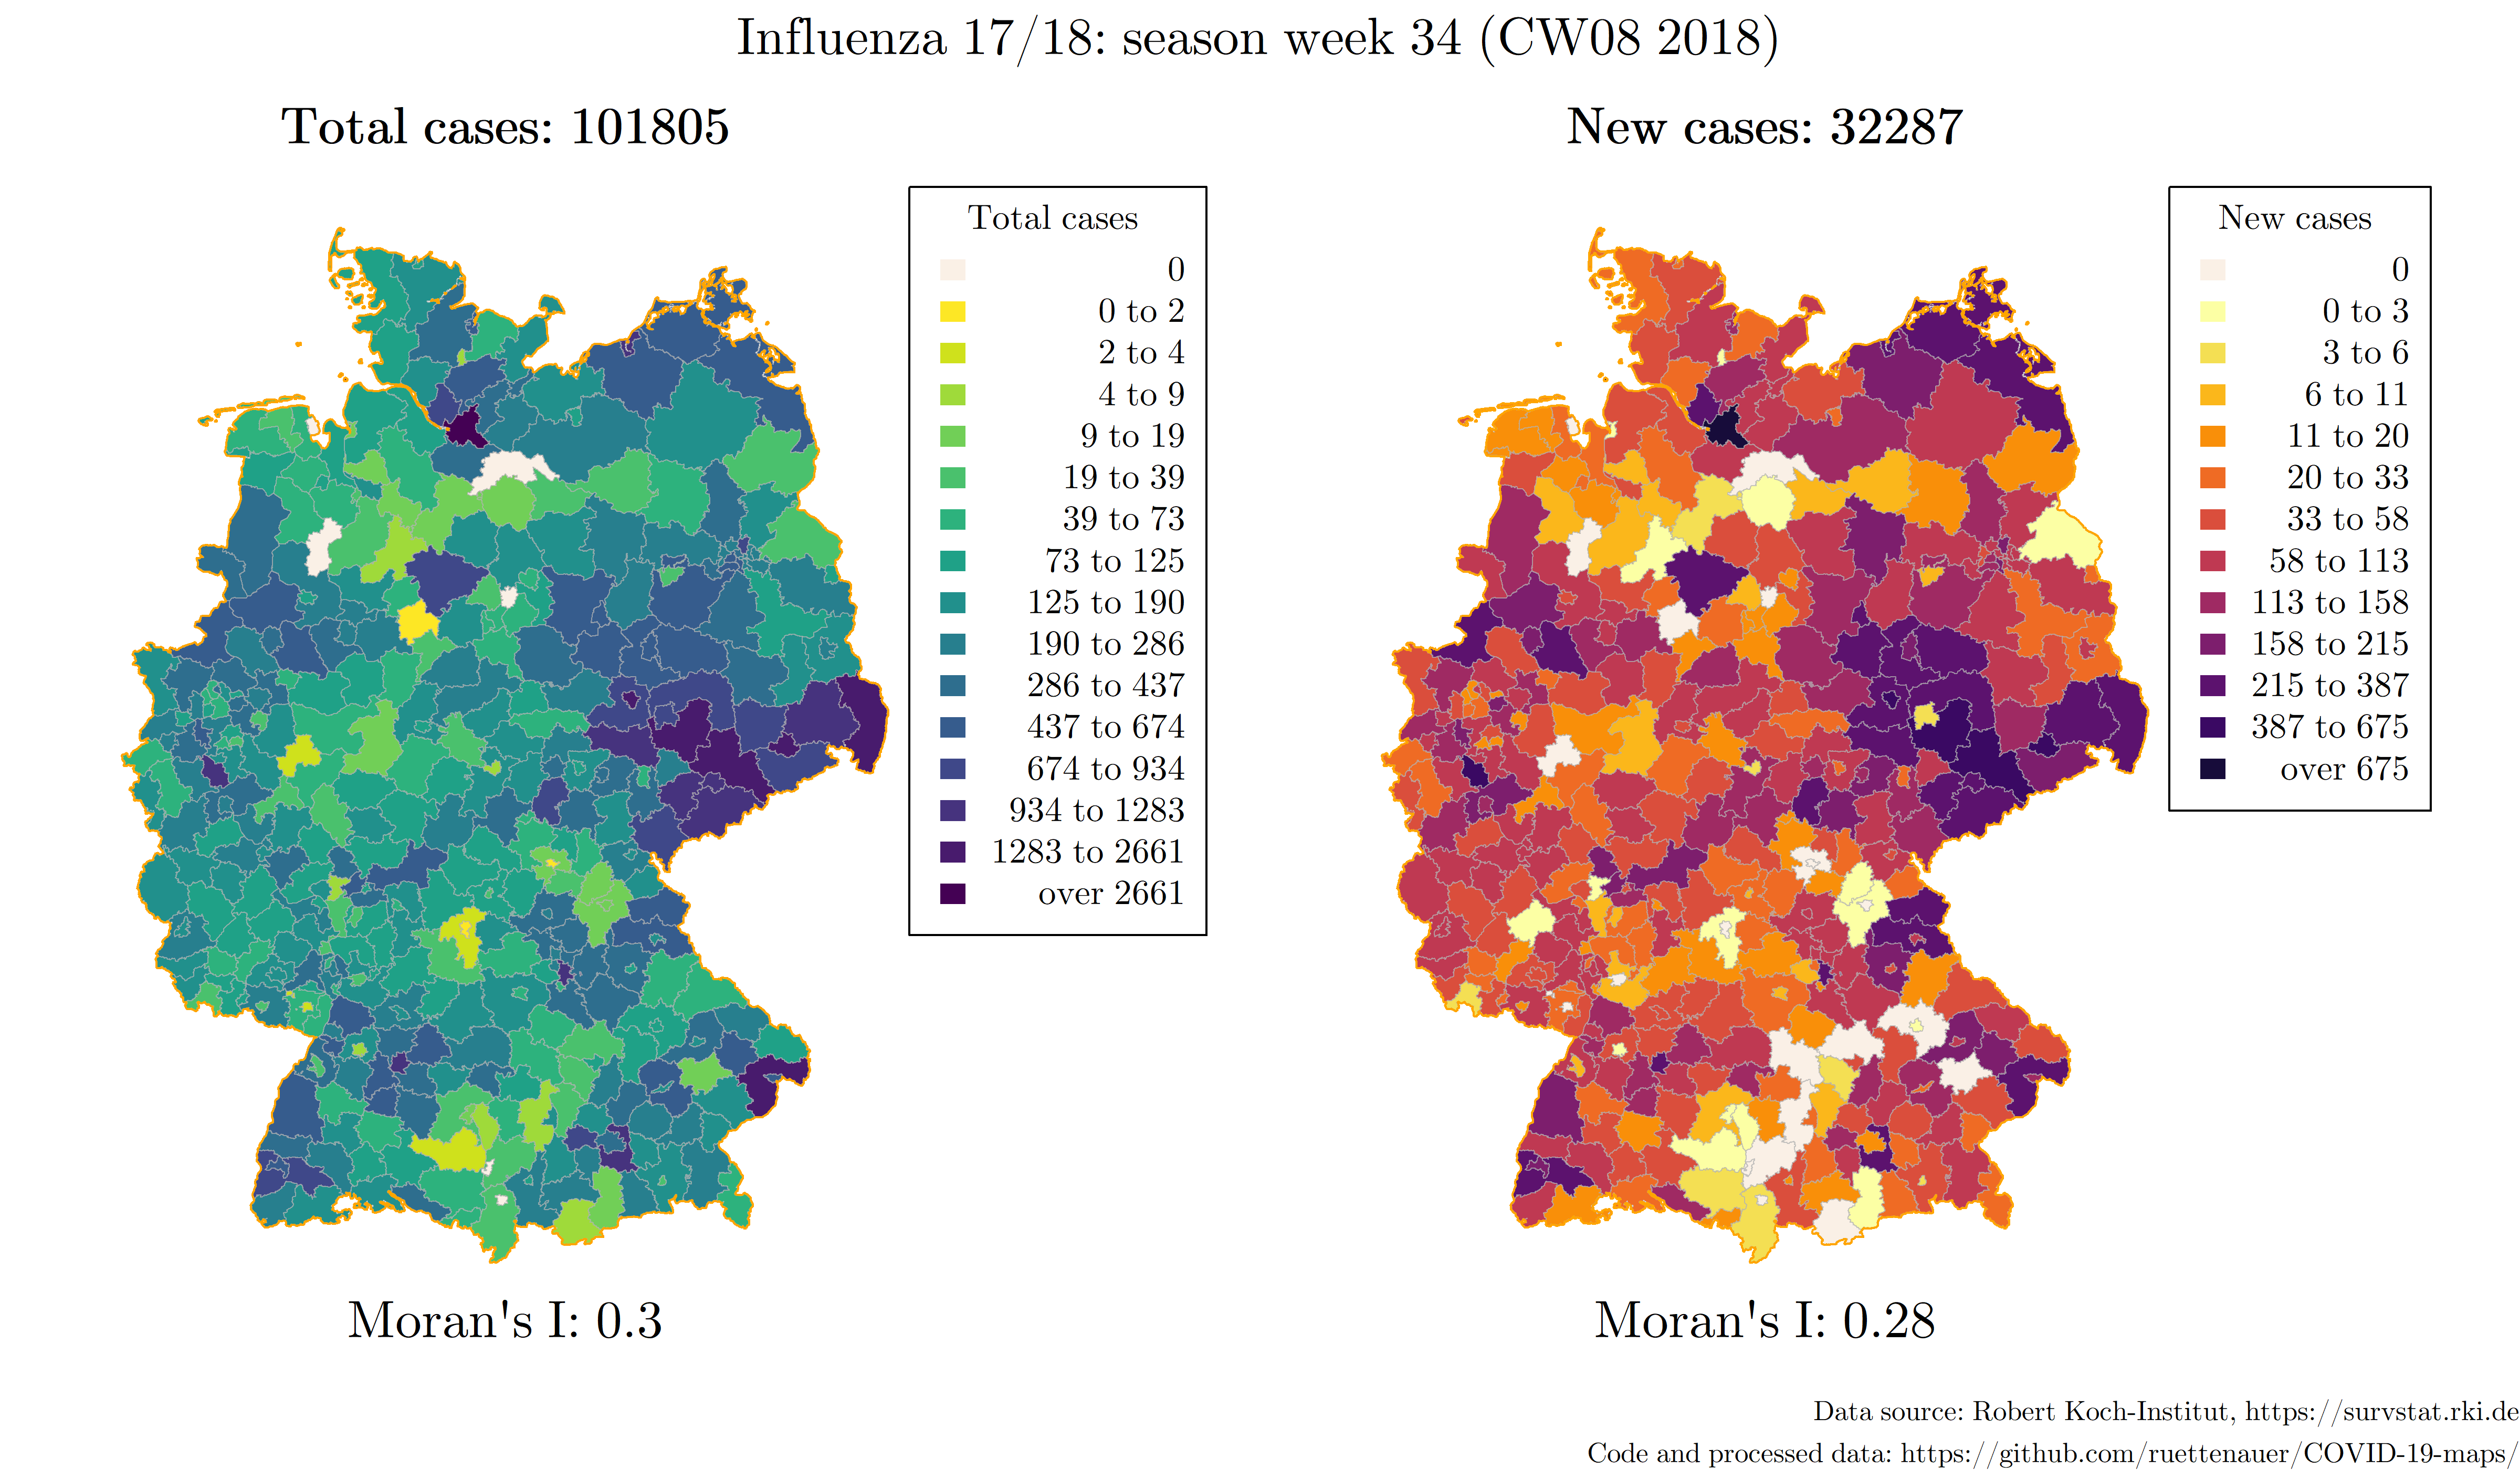 Influenza 17/18: season week 34 (CW08 2018)
Total cases: 101805
Total cases
0
0 to 2
2 to 4
4 to 9
9 to 19
19 to 39
39 to 73
73 to 125
125 to 190
190 to 286
286 to 437
437 to 674
674 to 934
934 to 1283
1283 to 2661
over 2661
Moran's I: 0.3
New cases: 32287
New cases
0
0 to 3
3 to 6
6 to 11
11 to 20
20 to 33
33 to 58
58 to 113
113 to 158
158 to 215
215 to 387
387 to 675
over 675
Moran's I: 0.28
Data source: Robert Koch-Institut, https://survstat.rki.de
Code and processed data: https://github.com/ruettenauer/COVID-19-maps/